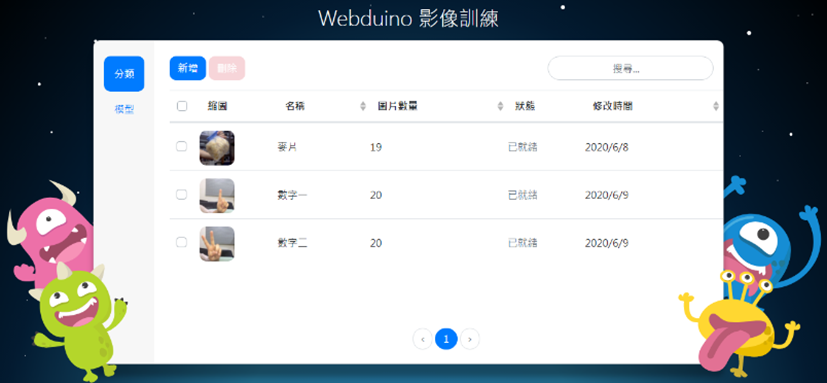 Webduino 影像訓練
分類
模型
新增
刪除
搜尋...
縮圖 名稱 圖片數量 狀態 修改時間
麥片 19 已就緒 2020/6/8
數字一 20 已就緒 2020/6/9
數字二 20 已就緒 2020/6/9
‹ 1 ›